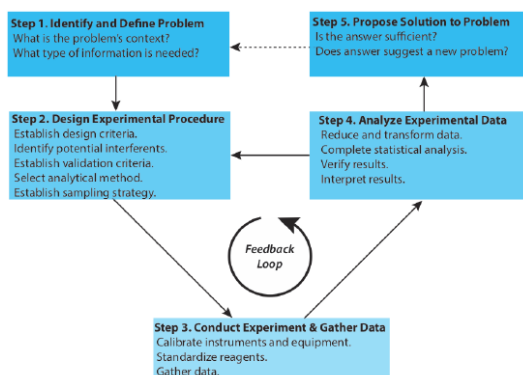 Step 1. Identify and Define Problem
What is the problem's context?
What type of information is needed?
Step 5. Propose Solution to Problem
Is the answer sufficient?
Does answer suggest a new problem?
Step 2. Design Experimental Procedure
Establish design criteria.
Identify potential interferents.
Establish validation criteria.
Select analytical method.
Establish sampling strategy.
Step 4. Analyze Experimental Data
Reduce and transform data.
Complete statistical analysis.
Verify results.
Interpret results.
Feedback
Loop
Step 3. Conduct Experiment & Gather Data
Calibrate instruments and equipment.
Standardize reagents.
Gather data.